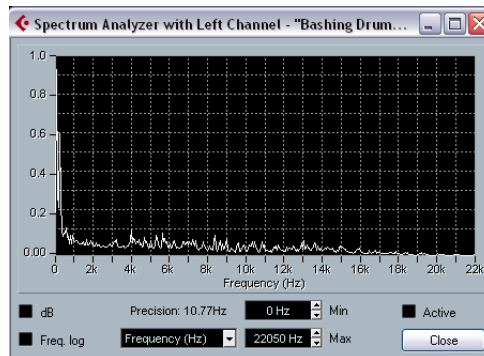 Spectrum Analyzer with Left Channel - "Bashing Drum...
1.0
0.8
0.6
0.4
0.2
0.00
0 2k 4k 6k 8k 10k 12k 14k 16k 18k 20k 22k
Frequency (Hz)
dB Precision: 10.77Hz 0 Hz Min Active
Freq. log Frequency (Hz) 22050 Hz Max Close